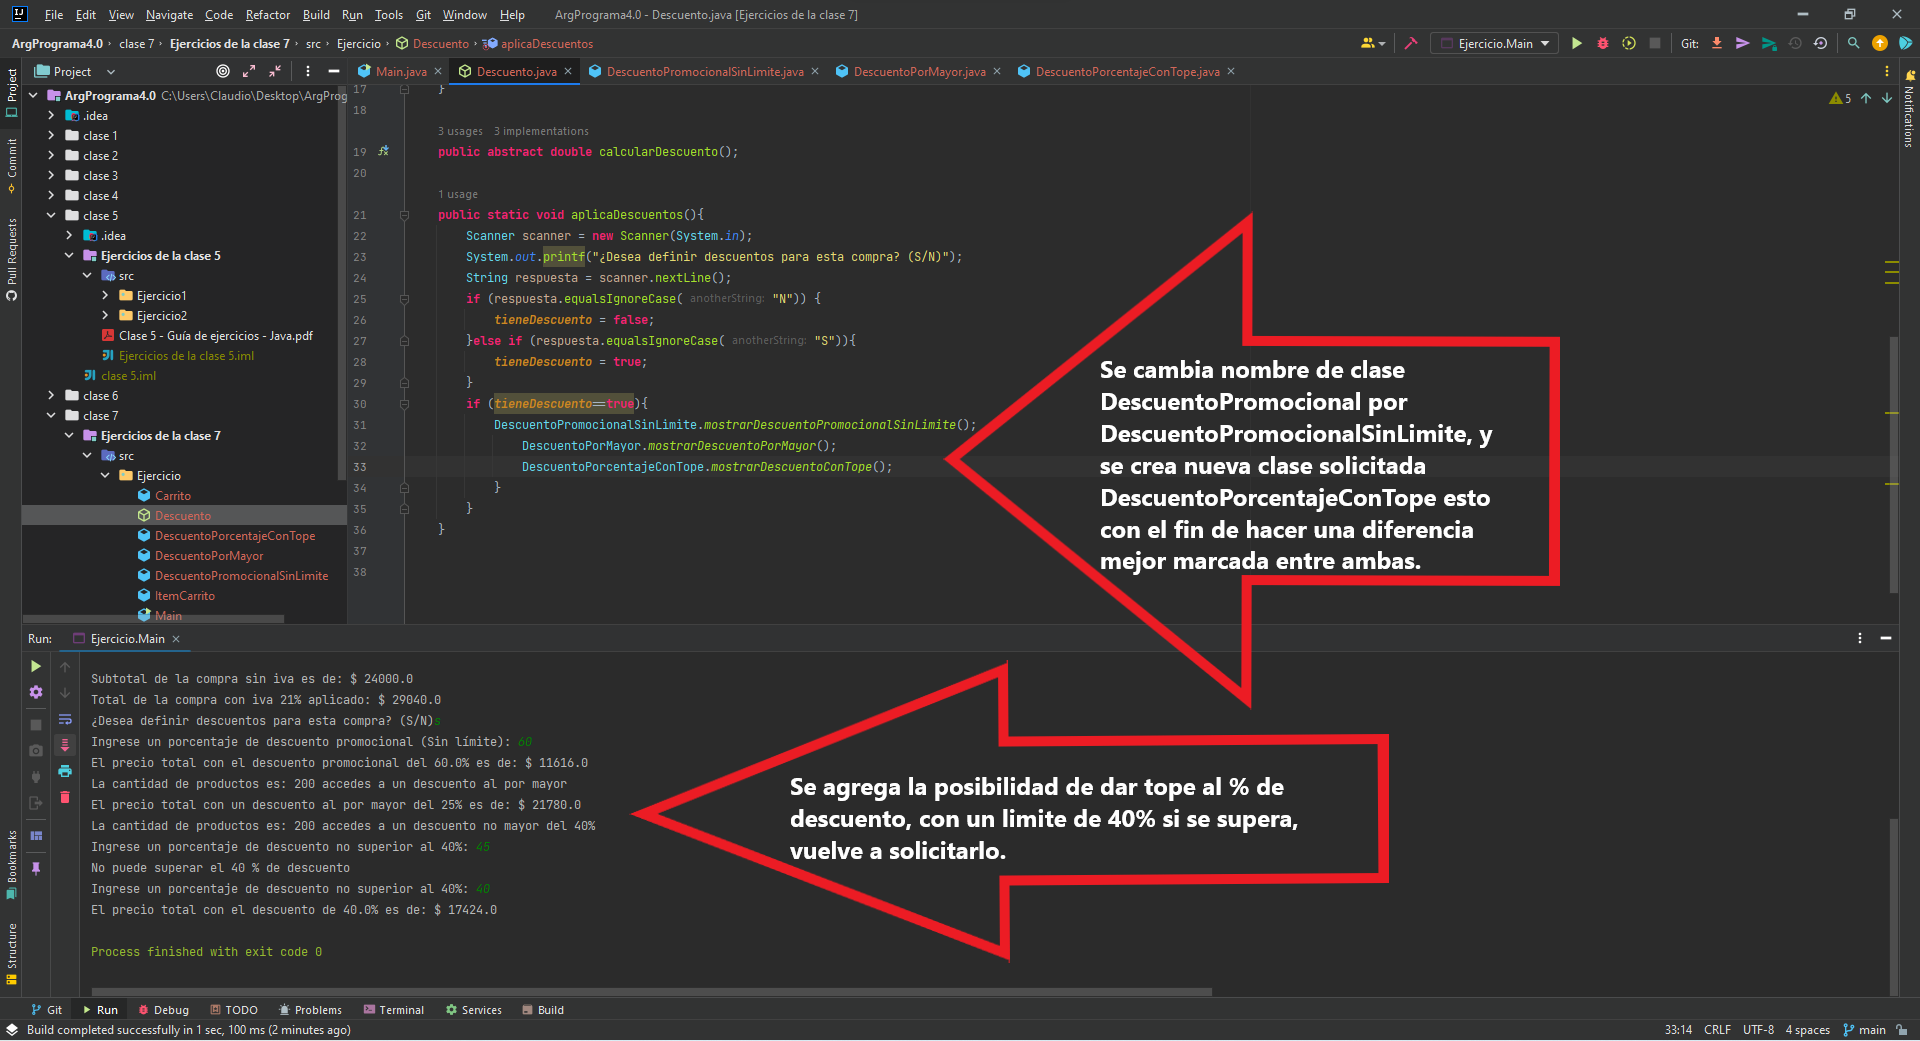 File Edit View Navigate Code Refactor Build Run Tools Git Window Help ArgPrograma4.0 - Descuento.java [Ejercicios de la clase 7]
ArgPrograma4.0 › clase 7 › Ejercicios de la clase 7 › src › Ejercicio › Descuento › aplicaDescuentos
Ejercicio.Main Git:
Project
Main.java Descuento.java DescuentoPromocionalSinLimite.java DescuentoPorMayor.java DescuentoPorcentajeConTope.java
Project
Commit
Pull Requests
Bookmarks
Structure
Notifications
ArgPrograma4.0 C:\Users\Claudio\Desktop\ArgProg
.idea
clase 1
clase 2
clase 3
clase 4
clase 5
.idea
Ejercicios de la clase 5
src
Ejercicio1
Ejercicio2
Clase 5 - Guía de ejercicios - Java.pdf
Ejercicios de la clase 5.iml
clase 5.iml
clase 6
clase 7
Ejercicios de la clase 7
src
Ejercicio
Carrito
Descuento
DescuentoPorcentajeConTope
DescuentoPorMayor
DescuentoPromocionalSinLimite
ItemCarrito
Main
5
17 }
18
3 usages 3 implementations
19 public abstract double calcularDescuento();
20
1 usage
21 public static void aplicaDescuentos(){
22 Scanner scanner = new Scanner(System.in);
23 System.out.printf("¿Desea definir descuentos para esta compra? (S/N)");
24 String respuesta = scanner.nextLine();
25 if (respuesta.equalsIgnoreCase( anotherString: "N")) {
26 tieneDescuento = false;
27 }else if (respuesta.equalsIgnoreCase( anotherString: "S")){
28 tieneDescuento = true;
29 }
30 if (tieneDescuento==true){
31 DescuentoPromocionalSinLimite.mostrarDescuentoPromocionalSinLimite();
32 DescuentoPorMayor.mostrarDescuentoPorMayor();
33 DescuentoPorcentajeConTope.mostrarDescuentoConTope();
34 }
35 }
36 }
37
38
Se cambia nombre de clase
DescuentoPromocional por
DescuentoPromocionalSinLimite, y
se crea nueva clase solicitada
DescuentoPorcentajeConTope esto
con el fin de hacer una diferencia
mejor marcada entre ambas.
Run: Ejercicio.Main
Subtotal de la compra sin iva es de: $ 24000.0
Total de la compra con iva 21% aplicado: $ 29040.0
¿Desea definir descuentos para esta compra? (S/N)s
Ingrese un porcentaje de descuento promocional (Sin límite): 60
El precio total con el descuento promocional del 60.0% es de: $ 11616.0
La cantidad de productos es: 200 accedes a un descuento al por mayor
El precio total con un descuento al por mayor del 25% es de: $ 21780.0
La cantidad de productos es: 200 accedes a un descuento no mayor del 40%
Ingrese un porcentaje de descuento no superior al 40%: 45
No puede superar el 40 % de descuento
Ingrese un porcentaje de descuento no superior al 40%: 40
El precio total con el descuento de 40.0% es de: $ 17424.0
Process finished with exit code 0
Se agrega la posibilidad de dar tope al % de
descuento, con un limite de 40% si se supera,
vuelve a solicitarlo.
Git Run Debug TODO Problems Terminal Services Build
Build completed successfully in 1 sec, 100 ms (2 minutes ago) 33:14 CRLF UTF-8 4 spaces main